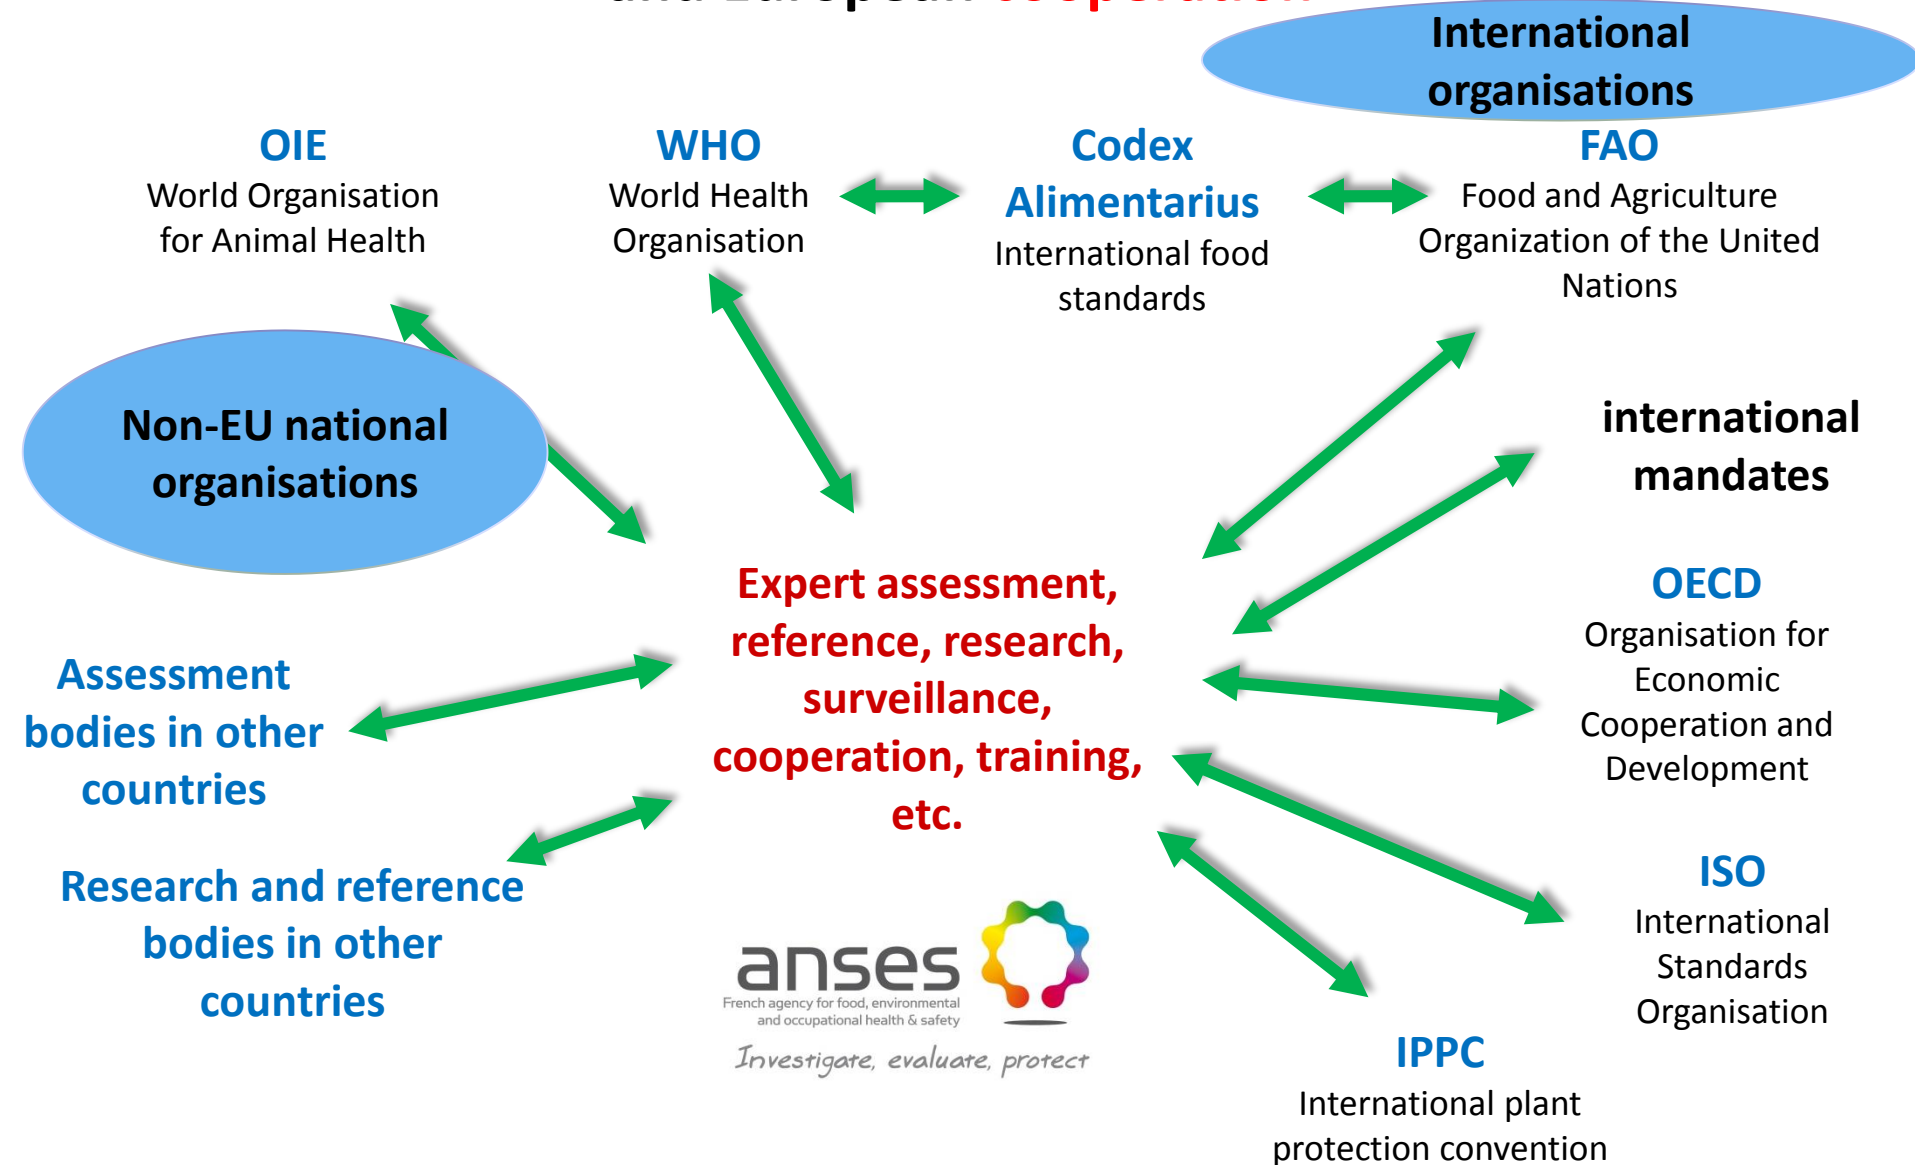 and European cooperation
International
organisations
OIE
World Organisation
for Animal Health
WHO
World Health
Organisation
Codex
Alimentarius
International food
standards
FAO
Food and Agriculture
Organization of the United
Nations
Non-EU national
organisations
international
mandates
Expert assessment,
reference, research,
surveillance,
cooperation, training,
etc.
OECD
Organisation for
Economic
Cooperation and
Development
Assessment
bodies in other
countries
Research and reference
bodies in other
countries
ISO
International
Standards
Organisation
anses
French agency for food, environmental
and occupational health & safety
Investigate, evaluate, protect
IPPC
International plant
protection convention